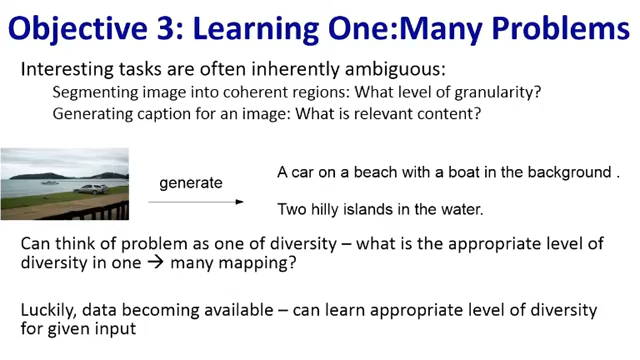 Objective 3: Learning One:Many Problems
Interesting tasks are often inherently ambiguous:
Segmenting image into coherent regions: What level of granularity?
Generating caption for an image: What is relevant content?
generate
A car on a beach with a boat in the background .
Two hilly islands in the water.
Can think of problem as one of diversity – what is the appropriate level of
diversity in one → many mapping?
Luckily, data becoming available – can learn appropriate level of diversity
for given input